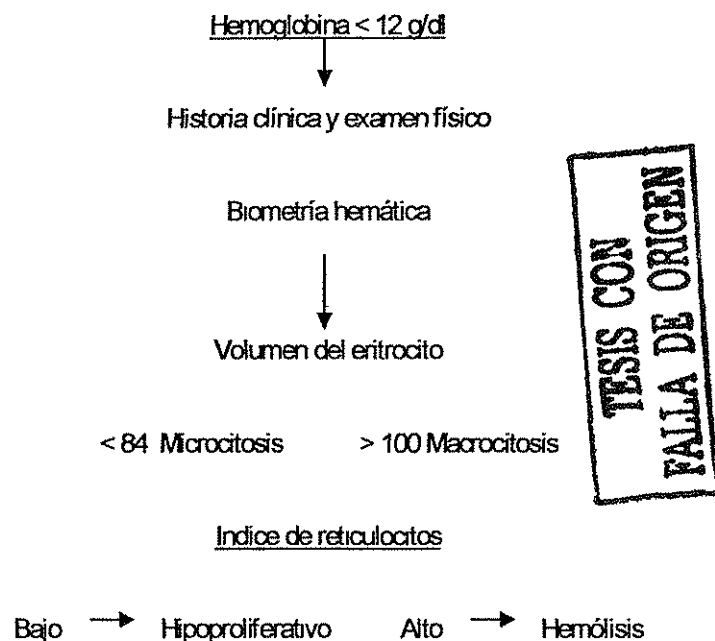 Hemoglobina < 12 g/dl
Historia clínica y examen físico
Biometría hemática
Volumen del eritrocito
< 84 Microcitosis > 100 Macrocitosis
Indice de reticulocitos
Bajo → Hipoproliferativo Alto → Hemólisis
TESIS CON
FALLA DE ORIGEN